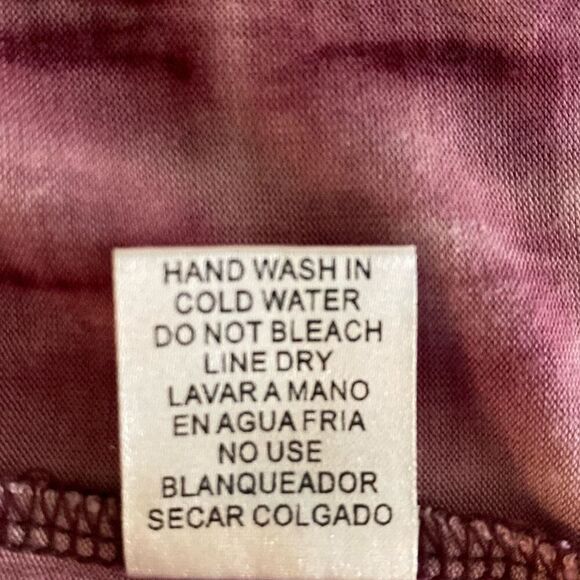 HAND WASH IN
COLD WATER
DO NOT BLEACH
LINE DRY
LAVAR A MANO
EN AGUA FRIA
NO USE
BLANQUEADOR
SECAR COLGADO